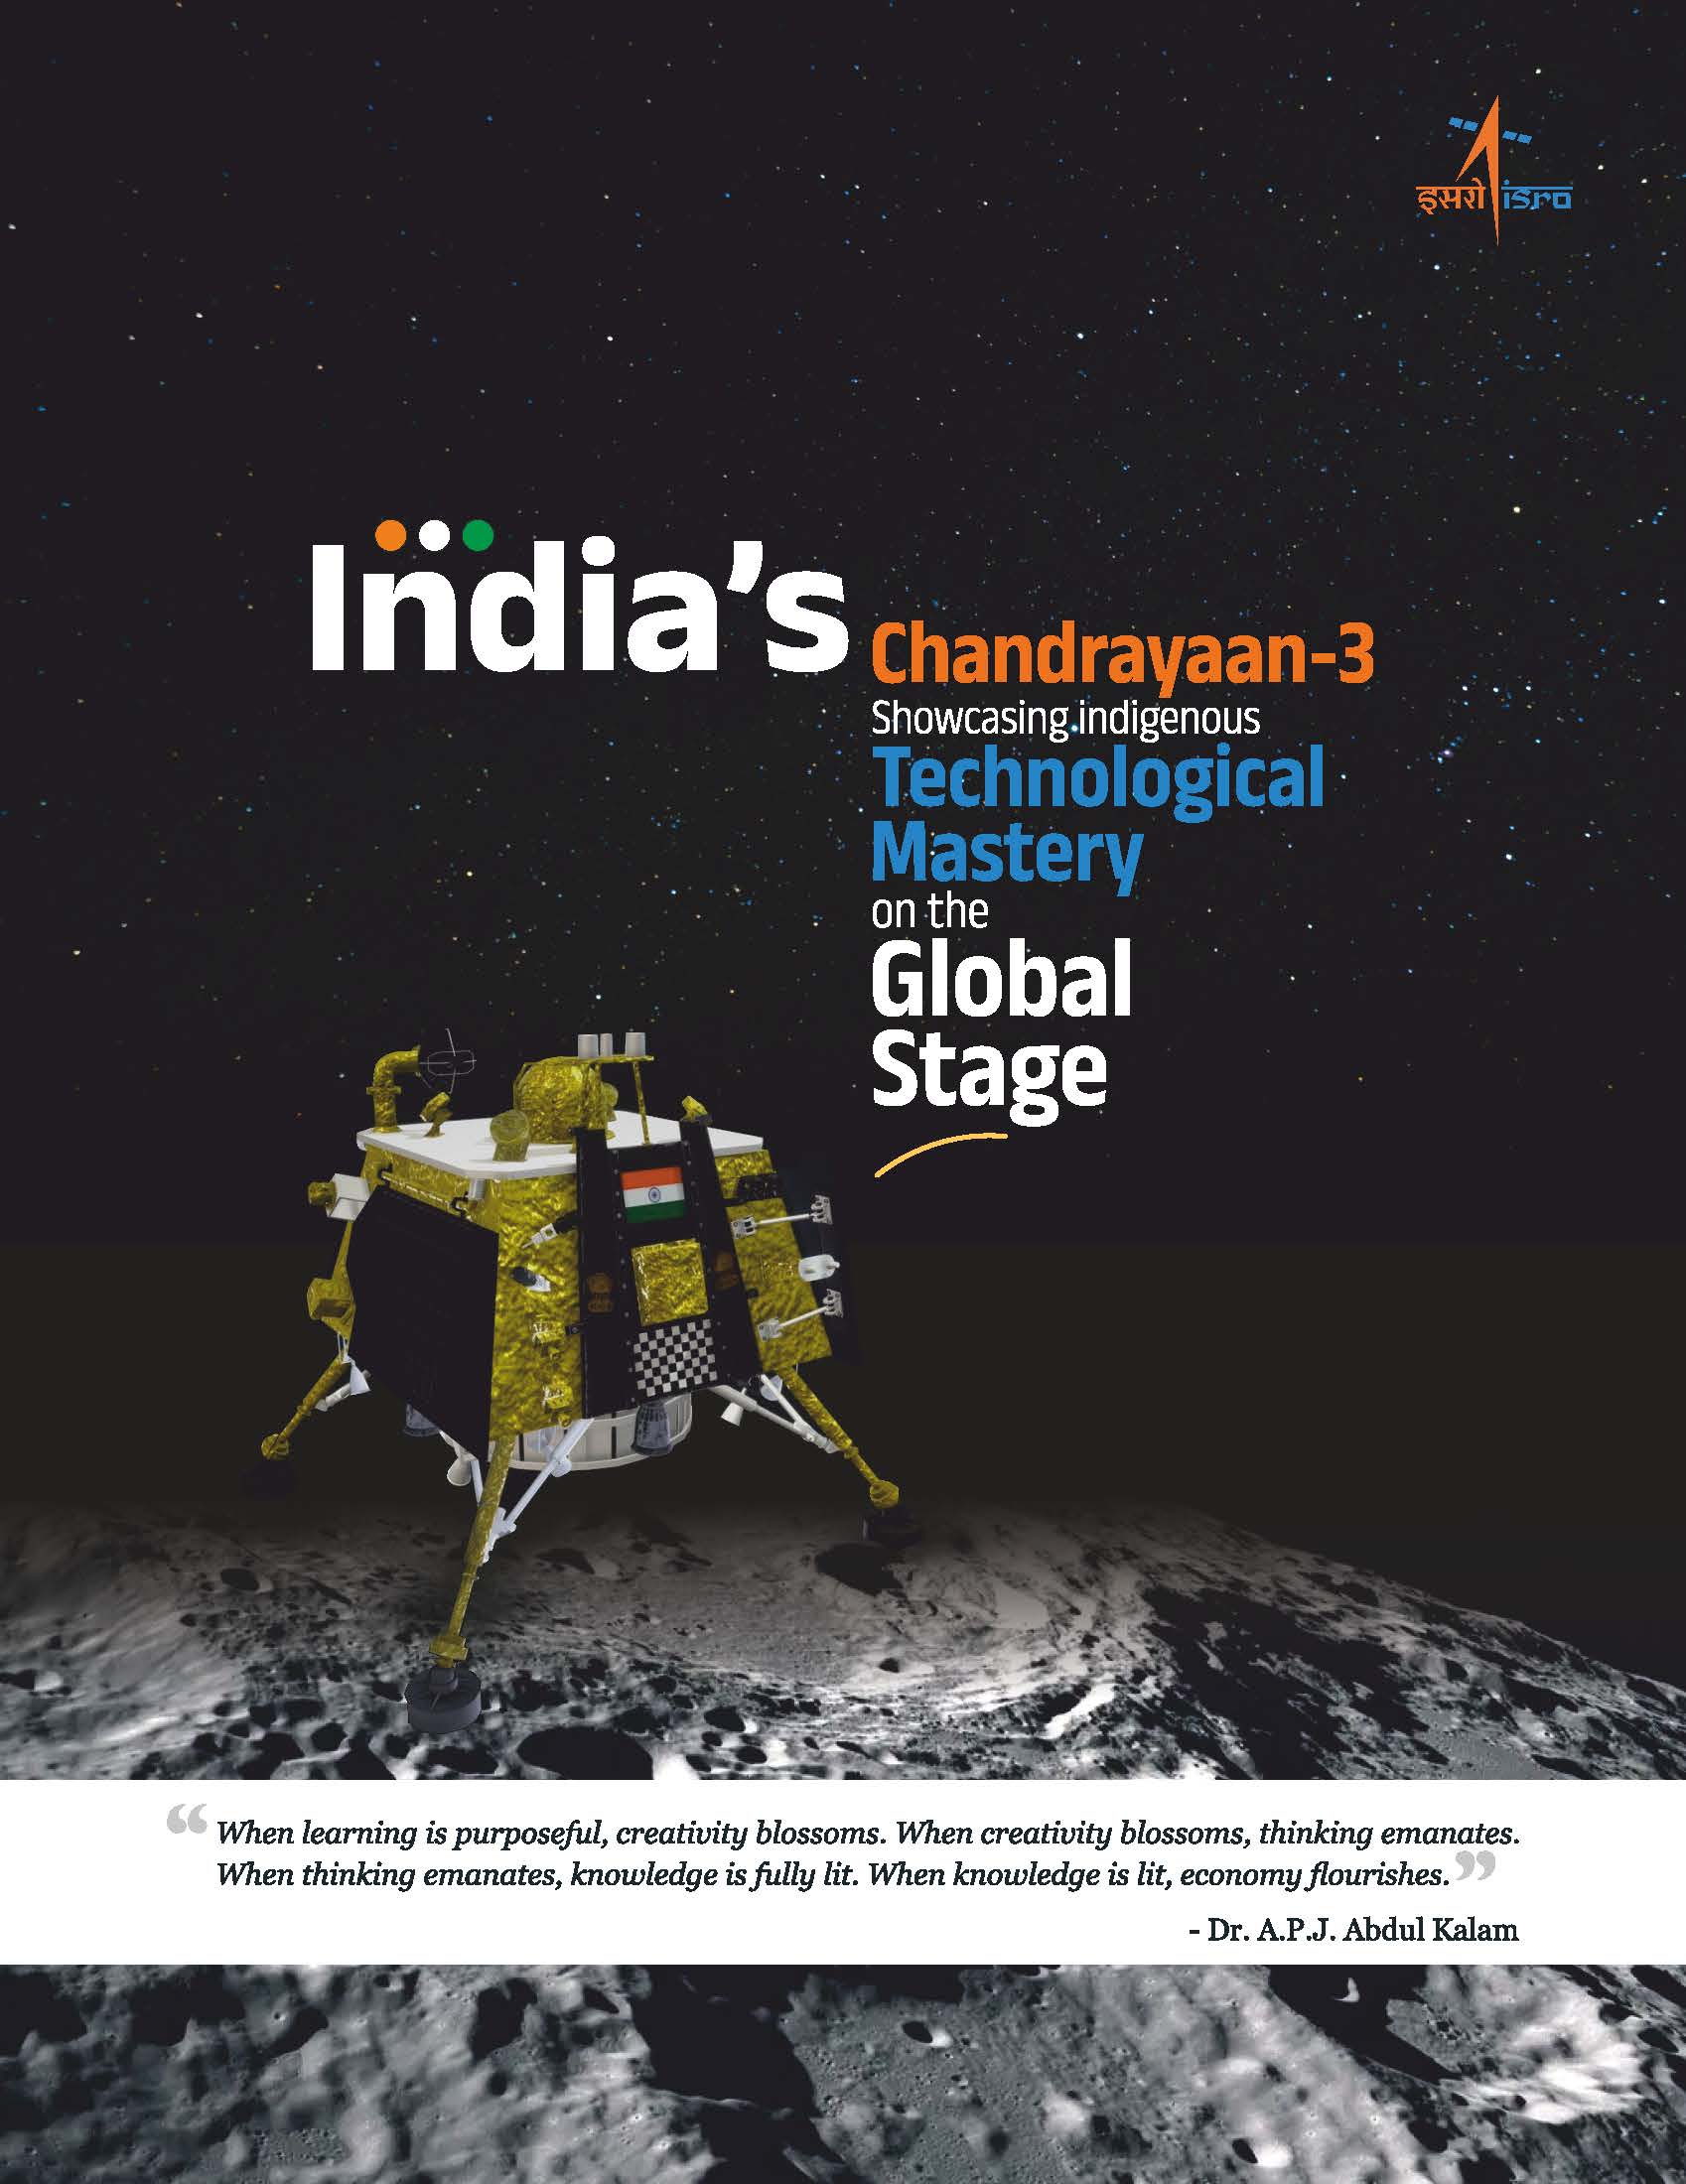 इसरो isro
India's
Chandrayaan-3
Showcasing indigenous
Technological
Mastery
on the
Global
Stage
“When learning is purposeful, creativity blossoms. When creativity blossoms, thinking emanates.
When thinking emanates, knowledge is fully lit. When knowledge is lit, economy flourishes.”
- Dr. A.P.J. Abdul Kalam